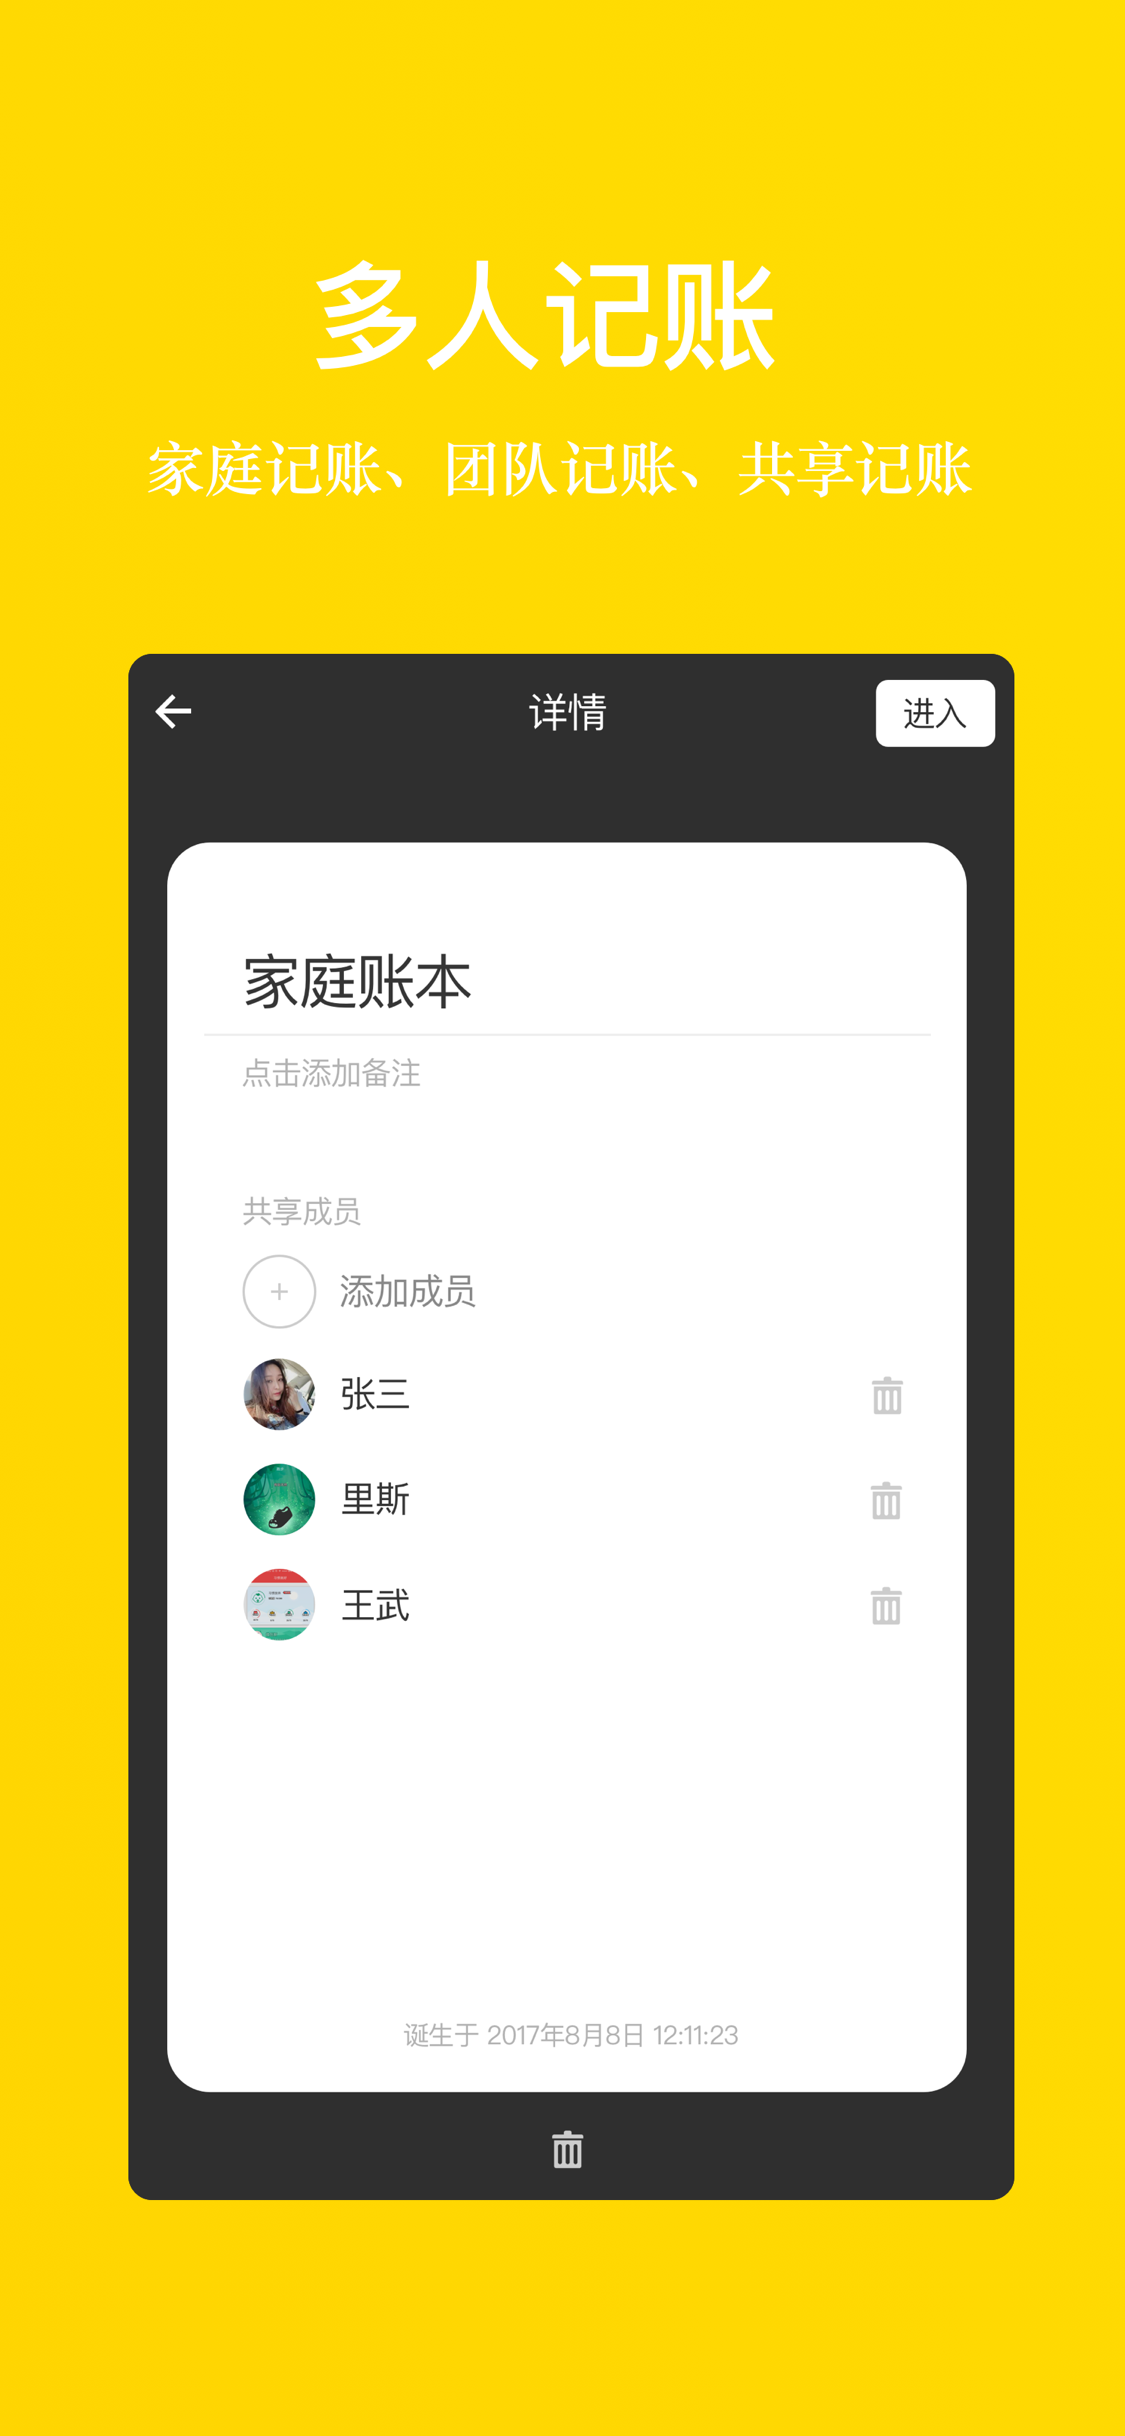 多人记账
家庭记账、团队记账、共享记账
详情
进入
家庭账本
点击添加备注
共享成员
添加成员
张三
里斯
王武
诞生于 2017年8月8日 12:11:23